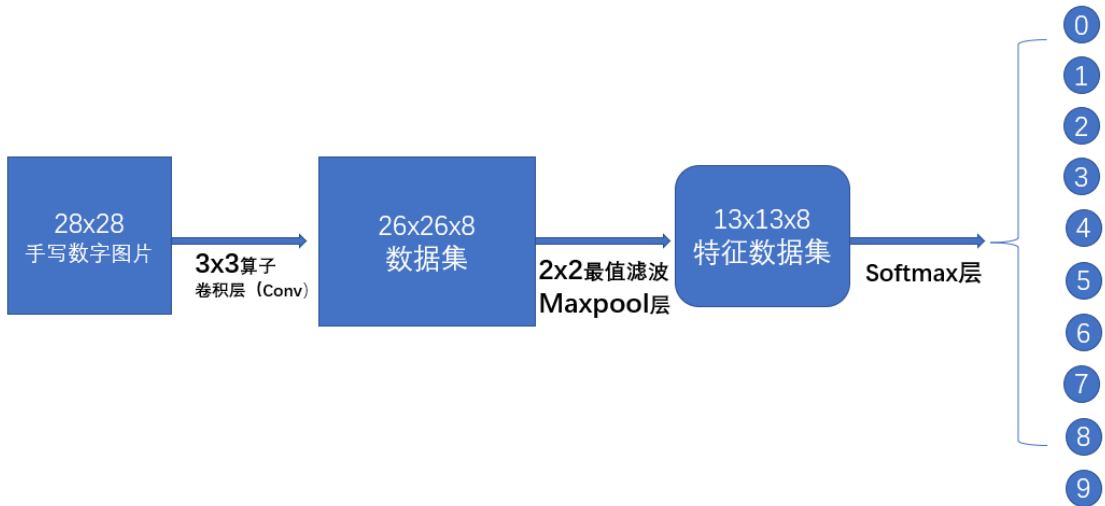 28x28
手写数字图片
3x3算子
卷积层（Conv）
26x26x8
数据集
2x2最值滤波
Maxpool层
13x13x8
特征数据集
Softmax层
0
1
2
3
4
5
6
7
8
9